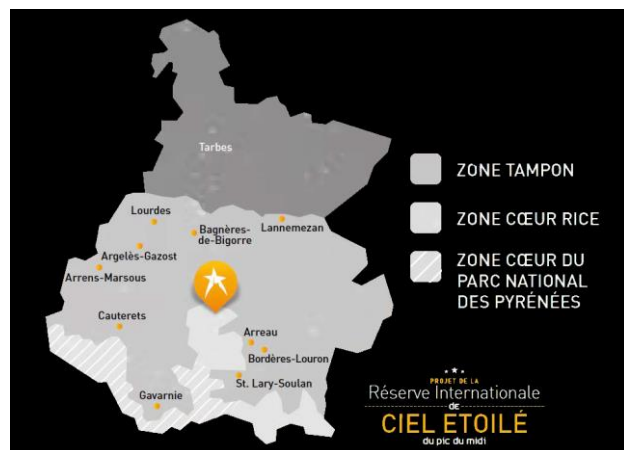 Tarbes
ZONE TAMPON
Lourdes
Bagnères-
de-Bigorre
Lannemezan
ZONE CŒUR RICE
Argelès-Gazost
Arrens-Marsous
ZONE CŒUR DU
PARC NATIONAL
DES PYRÉNÉES
Cauterets
Arreau
Bordères-Louron
St. Lary-Soulan
Gavarnie
PROJET DE LA
Réserve Internationale
DE
CIEL ETOILÉ
du pic du midi